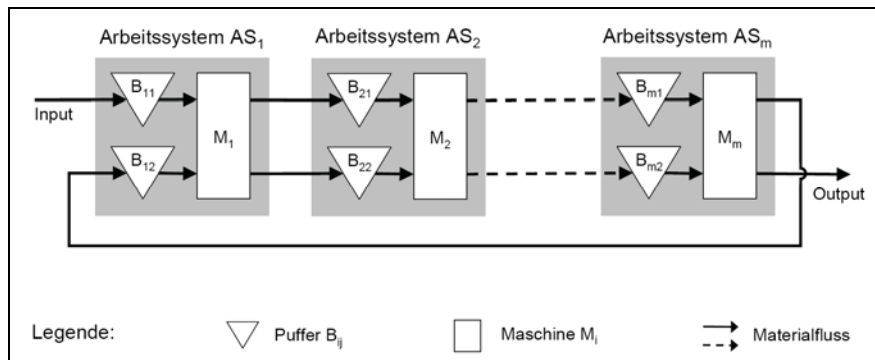 Arbeitssystem AS₁ Arbeitssystem AS₂ Arbeitssystem ASₘ
B₁₁ B₂₁ Bₘ₁
Input
M₁ M₂ Mₘ
B₁₂ B₂₂ Bₘ₂
Output
Legende: Puffer Bᵢⱼ Maschine Mᵢ Materialfluss